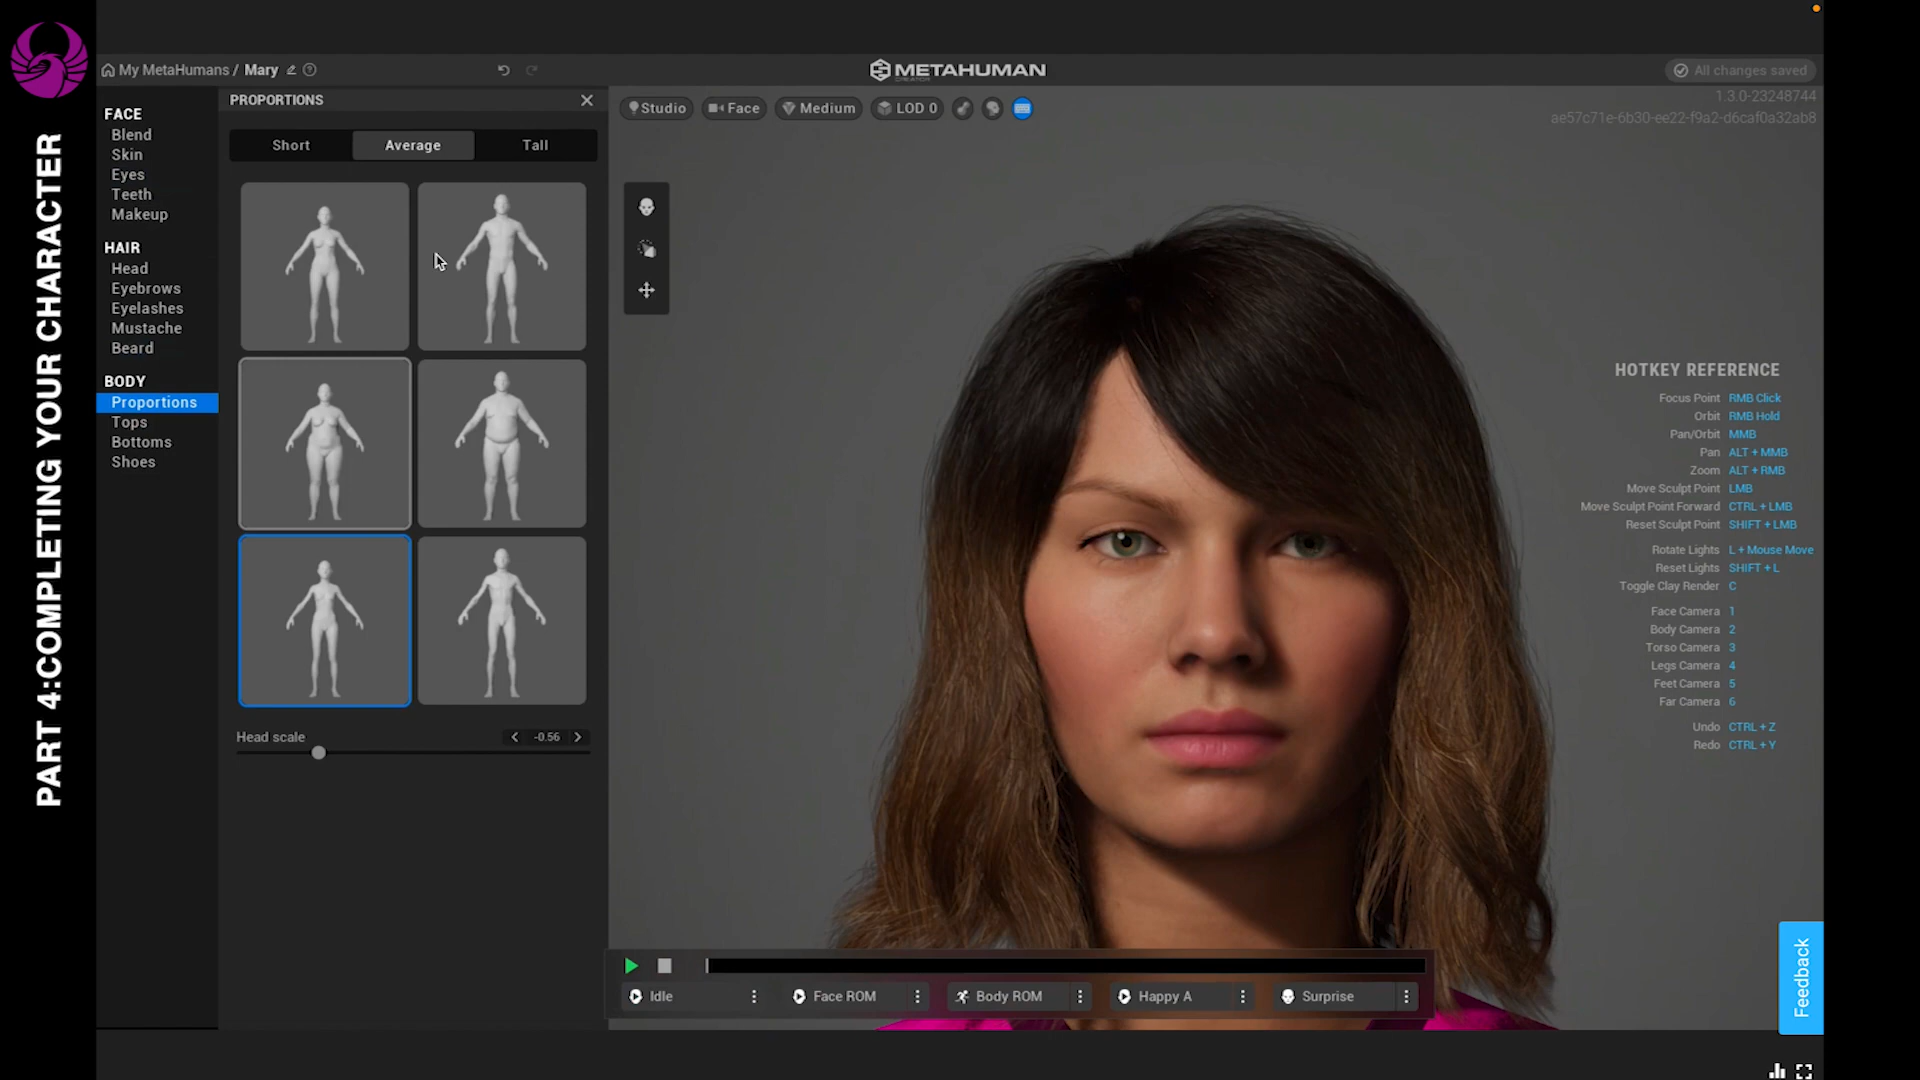 PART 4:COMPLETING YOUR CHARACTER
My MetaHumans / Mary
METAHUMAN
CREATOR
All changes saved
1.3.0-23248744
ae57c71e-6b30-ee22-f9a2-d6caf0a32ab8
FACE
Blend
Skin
Eyes
Teeth
Makeup
HAIR
Head
Eyebrows
Eyelashes
Mustache
Beard
BODY
Proportions
Tops
Bottoms
Shoes
PROPORTIONS
Short Average Tall
Head scale -0.56
Studio Face Medium LOD 0
HOTKEY REFERENCE
Focus Point RMB Click
Orbit RMB Hold
Pan/Orbit MMB
Pan ALT + MMB
Zoom ALT + RMB
Move Sculpt Point LMB
Move Sculpt Point Forward CTRL + LMB
Reset Sculpt Point SHIFT + LMB
Rotate Lights L + Mouse Move
Reset Lights SHIFT + L
Toggle Clay Render C
Face Camera 1
Body Camera 2
Torso Camera 3
Legs Camera 4
Feet Camera 5
Far Camera 6
Undo CTRL + Z
Redo CTRL + Y
Idle Face ROM Body ROM Happy A Surprise
Feedback